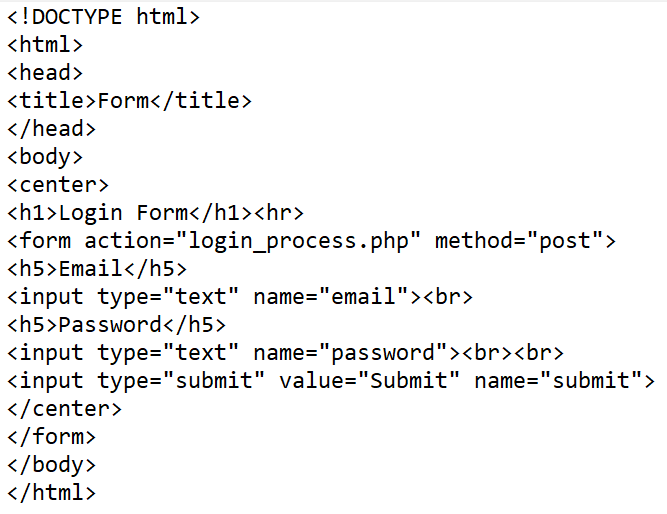 <!DOCTYPE html>
<html>
<head>
<title>Form</title>
</head>
<body>
<center>
<h1>Login Form</h1><hr>
<form action="login_process.php" method="post">
<h5>Email</h5>
<input type="text" name="email"><br>
<h5>Password</h5>
<input type="text" name="password"><br><br>
<input type="submit" value="Submit" name="submit">
</center>
</form>
</body>
</html>